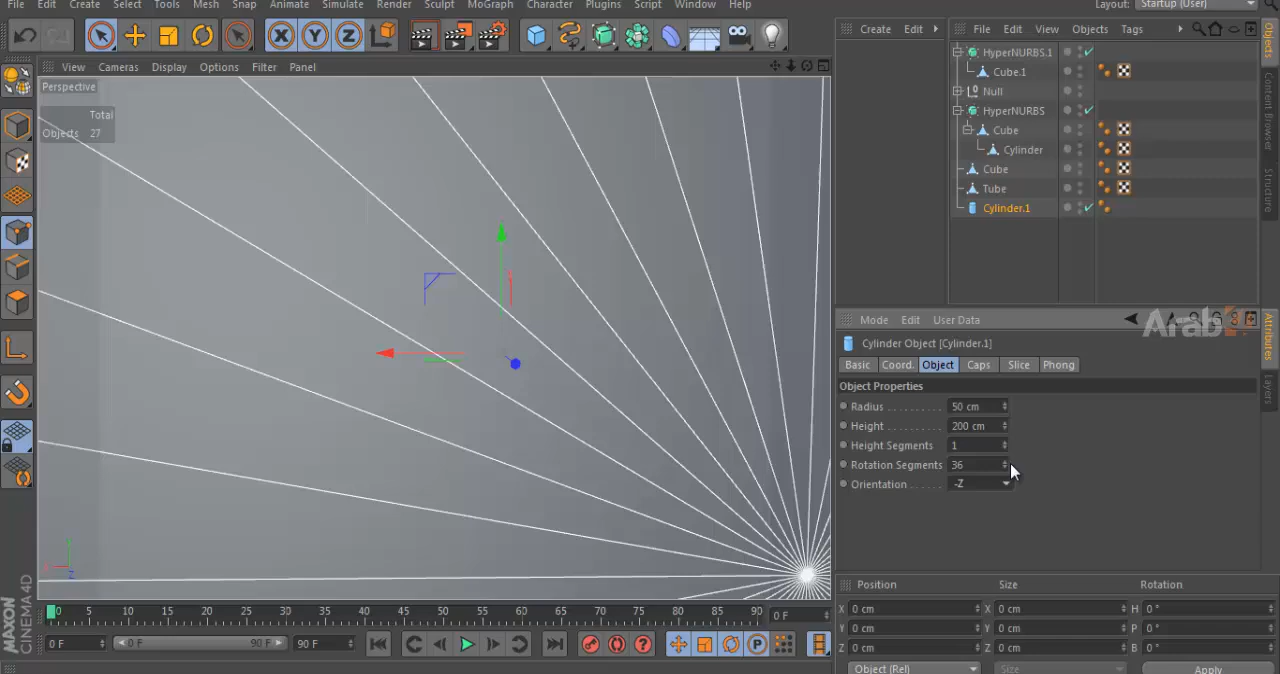 File Edit Create Select Tools Mesh Snap Animate Simulate Render Sculpt MoGraph Character Plugins Script Window Help
Layout: Startup (User)
Create Edit
File Edit View Objects Tags
View Cameras Display Options Filter Panel
Perspective
Total
Objects 27
HyperNURBS.1
Cube.1
Null
HyperNURBS
Cube
Cylinder
Cube
Tube
Cylinder.1
Objects
Content Browser
Structure
Attributes
Layers
Mode Edit User Data
Arab
Cylinder Object [Cylinder.1]
Basic Coord. Object Caps Slice Phong
Object Properties
Radius 50 cm
Height 200 cm
Height Segments 1
Rotation Segments 36
Orientation -Z
X Y Z
Y
Z
0 5 10 15 20 25 30 35 40 45 50 55 60 65 70 75 80 85 90 0 F
0 F 0 F 90 F 90 F
P
MAXON
CINEMA 4D
Position Size Rotation
X 0 cm X 0 cm H 0 °
Y 0 cm Y 0 cm P 0 °
Z 0 cm Z 0 cm B 0 °
Object (Rel) Size Apply